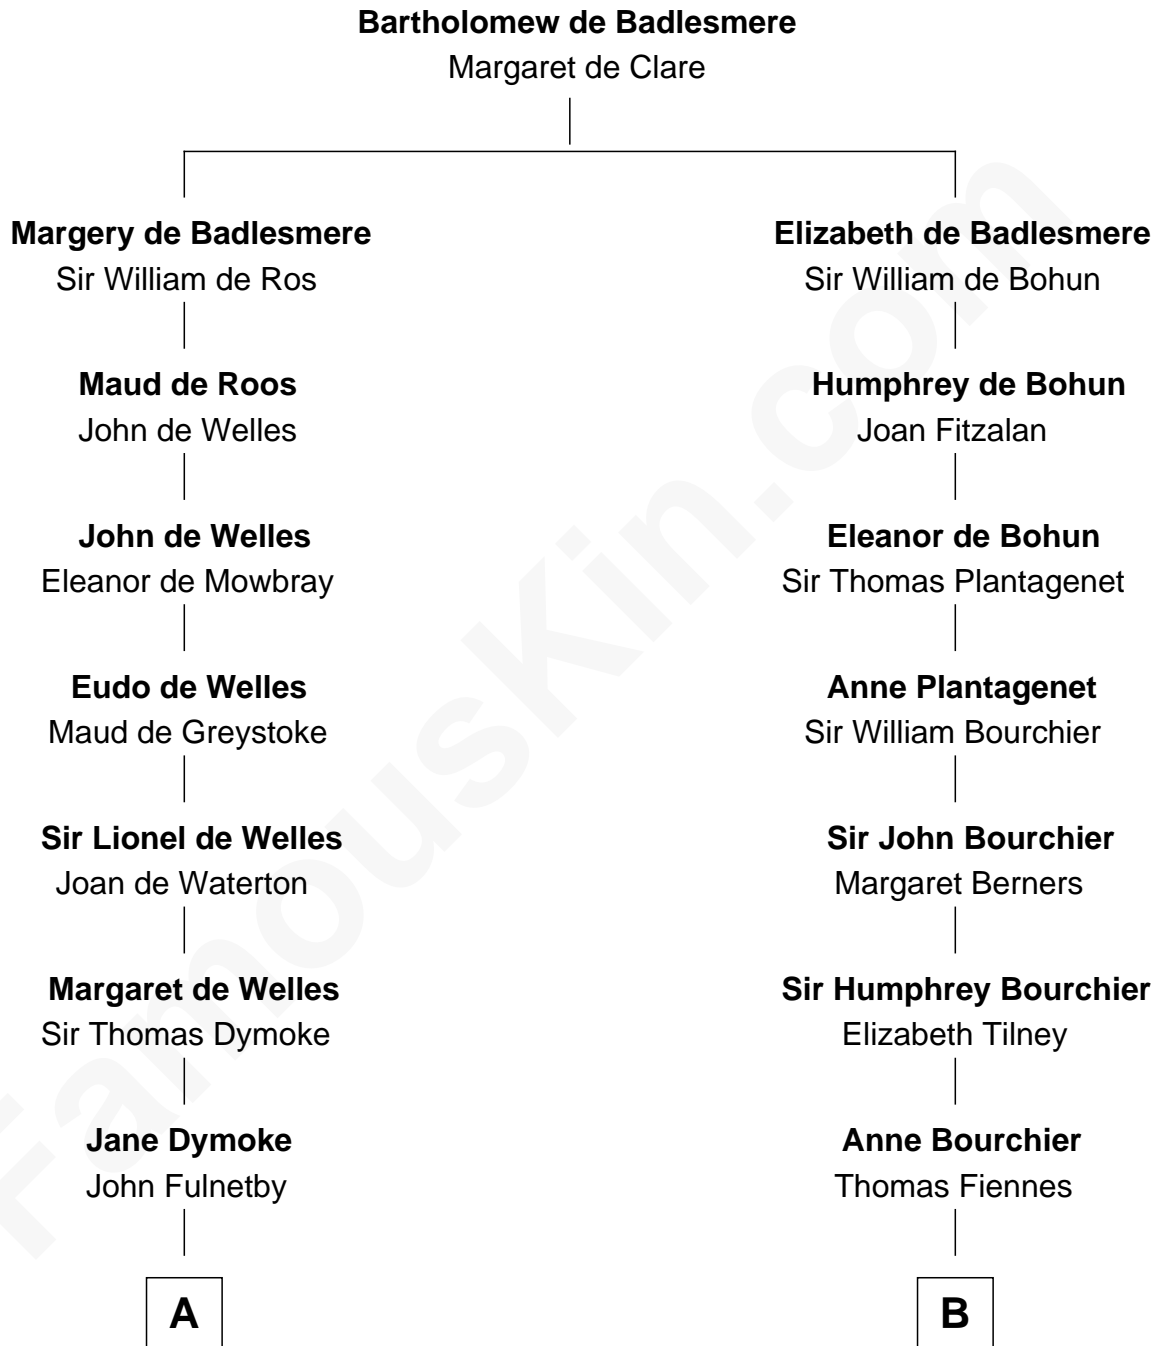 Bartholomew de Badlesmere
Margaret de Clare
Margery de Badlesmere
Sir William de Ros
Elizabeth de Badlesmere
Sir William de Bohun
Maud de Roos
John de Welles
Humphrey de Bohun
Joan Fitzalan
John de Welles
Eleanor de Mowbray
Eleanor de Bohun
Sir Thomas Plantagenet
Eudo de Welles
Maud de Greystoke
Anne Plantagenet
Sir William Bourchier
Sir Lionel de Welles
Joan de Waterton
Sir John Bourchier
Margaret Berners
Margaret de Welles
Sir Thomas Dymoke
Sir Humphrey Bourchier
Elizabeth Tilney
Jane Dymoke
John Fulnetby
Anne Bourchier
Thomas Fiennes
A
B
FamousKin.com